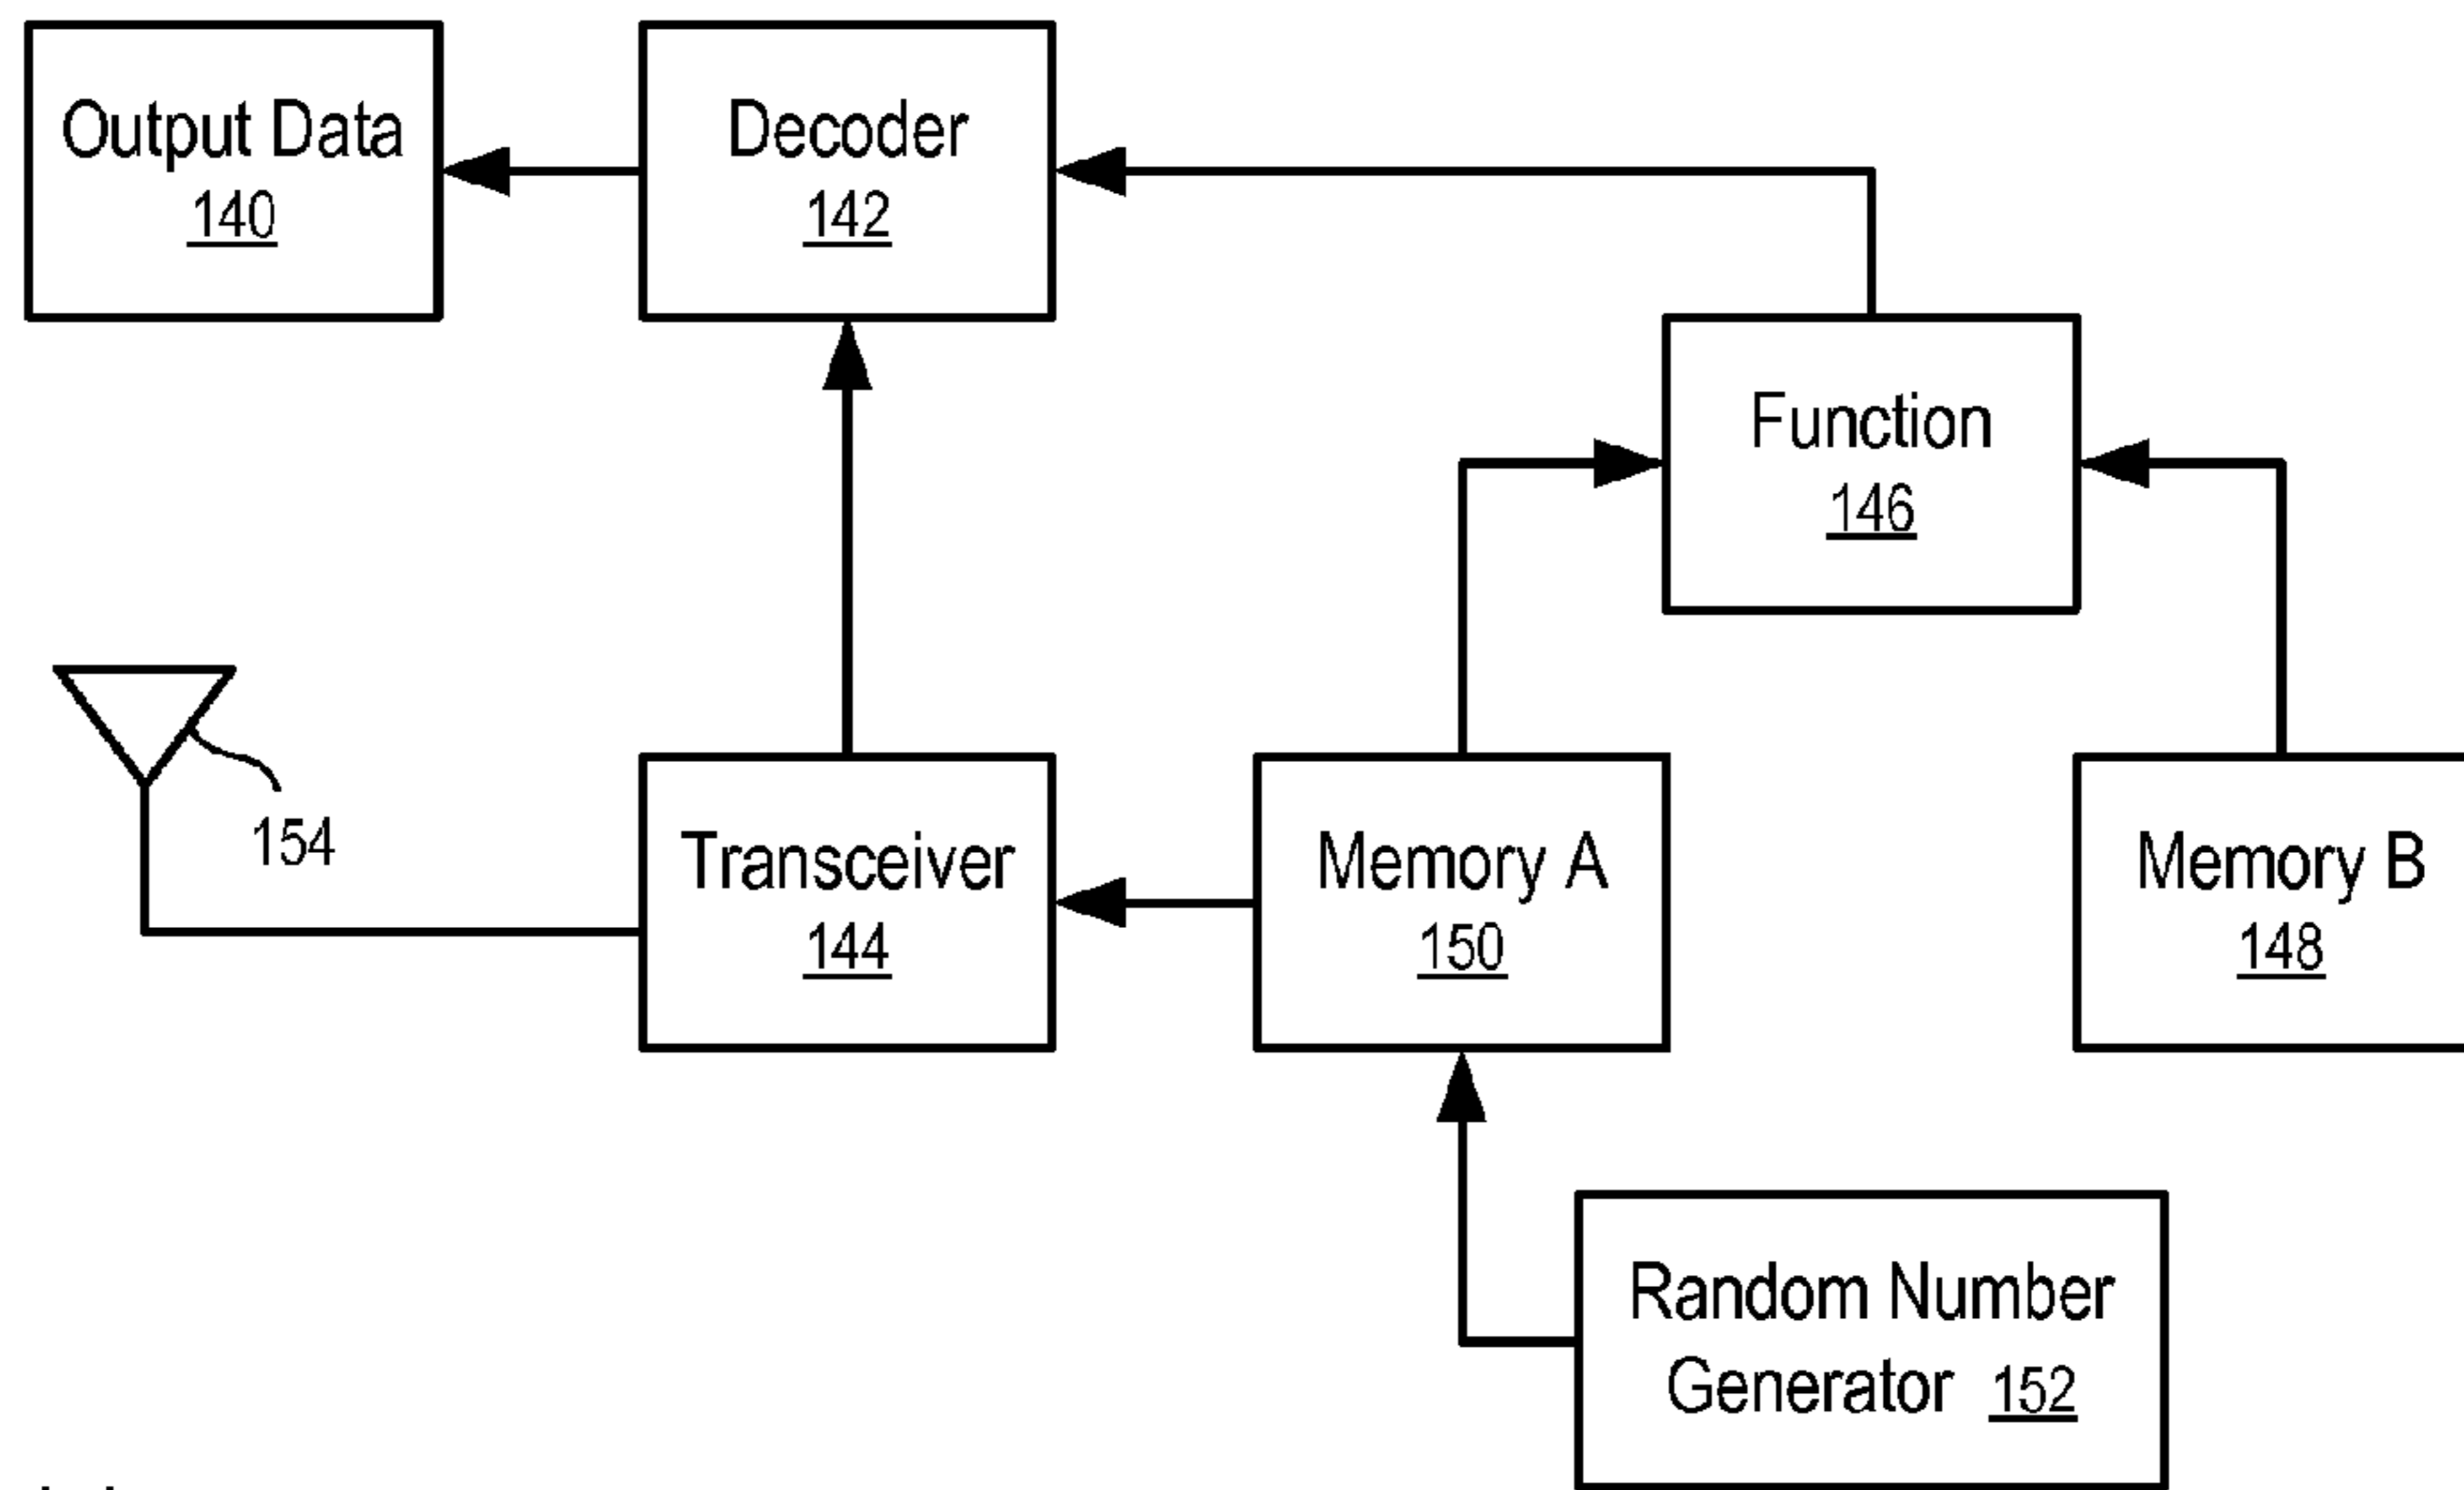 Output Data
140
Decoder
142
Function
146
154
Transceiver
144
Memory A
150
Memory B
148
Random Number
Generator 152